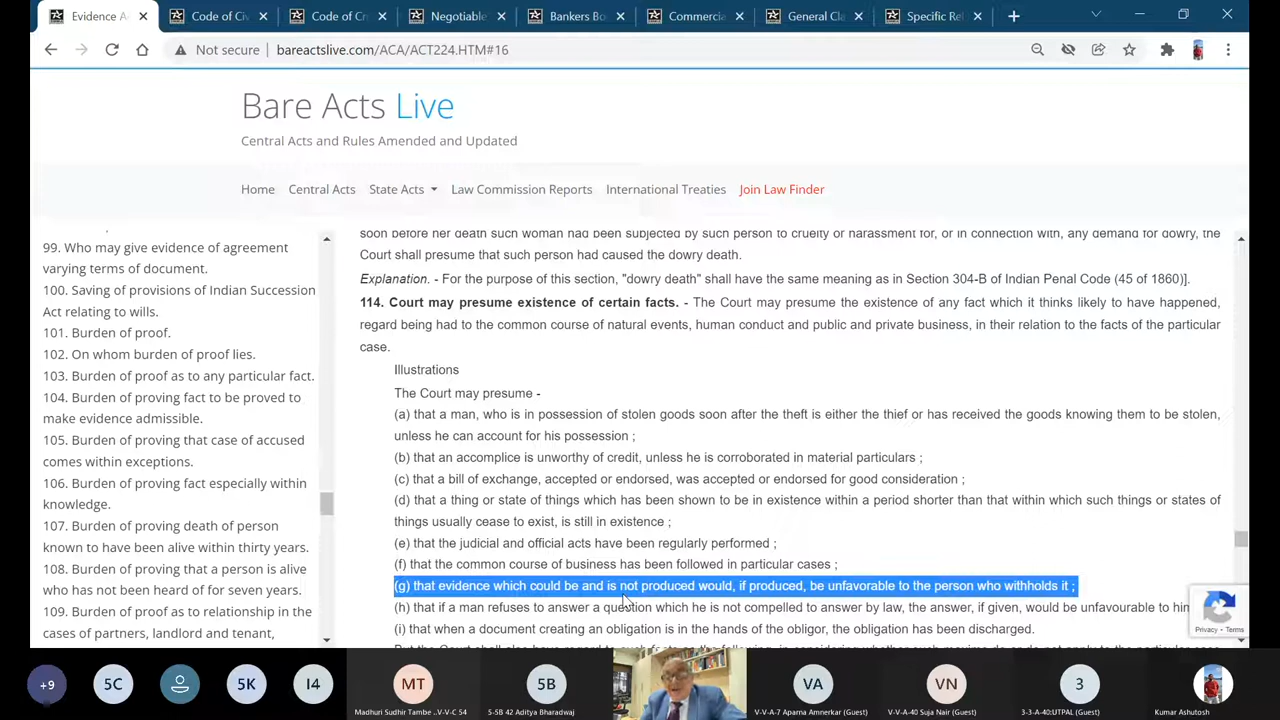 Evidence A
Code of Civ
Code of Cr
Negotiable
Bankers Bo
Commercia
General Cla
Specific Rel
Not secure | bareactslive.com/ACA/ACT224.HTM#16
Bare Acts Live
Central Acts and Rules Amended and Updated
Home Central Acts State Acts Law Commission Reports International Treaties Join Law Finder
99. Who may give evidence of agreement
varying terms of document.
100. Saving of provisions of Indian Succession
Act relating to wills.
101. Burden of proof.
102. On whom burden of proof lies.
103. Burden of proof as to any particular fact.
104. Burden of proving fact to be proved to
make evidence admissible.
105. Burden of proving that case of accused
comes within exceptions.
106. Burden of proving fact especially within
knowledge.
107. Burden of proving death of person
known to have been alive within thirty years.
108. Burden of proving that a person is alive
who has not been heard of for seven years.
109. Burden of proof as to relationship in the
cases of partners, landlord and tenant,
soon before her death such woman had been subjected by such person to cruelty or harassment for, or in connection with, any demand for dowry, the
Court shall presume that such person had caused the dowry death.
Explanation. - For the purpose of this section, "dowry death" shall have the same meaning as in Section 304-B of Indian Penal Code (45 of 1860)].
114. Court may presume existence of certain facts. - The Court may presume the existence of any fact which it thinks likely to have happened,
regard being had to the common course of natural events, human conduct and public and private business, in their relation to the facts of the particular
case.
Illustrations
The Court may presume -
(a) that a man, who is in possession of stolen goods soon after the theft is either the thief or has received the goods knowing them to be stolen,
unless he can account for his possession ;
(b) that an accomplice is unworthy of credit, unless he is corroborated in material particulars ;
(c) that a bill of exchange, accepted or endorsed, was accepted or endorsed for good consideration ;
(d) that a thing or state of things which has been shown to be in existence within a period shorter than that within which such things or states of
things usually cease to exist, is still in existence ;
(e) that the judicial and official acts have been regularly performed ;
(f) that the common course of business has been followed in particular cases ;
(g) that evidence which could be and is not produced would, if produced, be unfavorable to the person who withholds it ;
(h) that if a man refuses to answer a question which he is not compelled to answer by law, the answer, if given, would be unfavourable to
(i) that when a document creating an obligation is in the hands of the obligor, the obligation has been discharged.
Privacy - Terms
+9
5C
5K
I4
MT
Madhuri Sudhir Tambe ..V-V-C 54
5B
5-5B 42 Aditya Bharadwaj
VA
V-V-A-7 Aparna Amnerkar (Guest)
VN
V-V-A-40 Suja Nair (Guest)
3
3-3-A-40:UTPAL (Guest)
Kumar Ashutosh